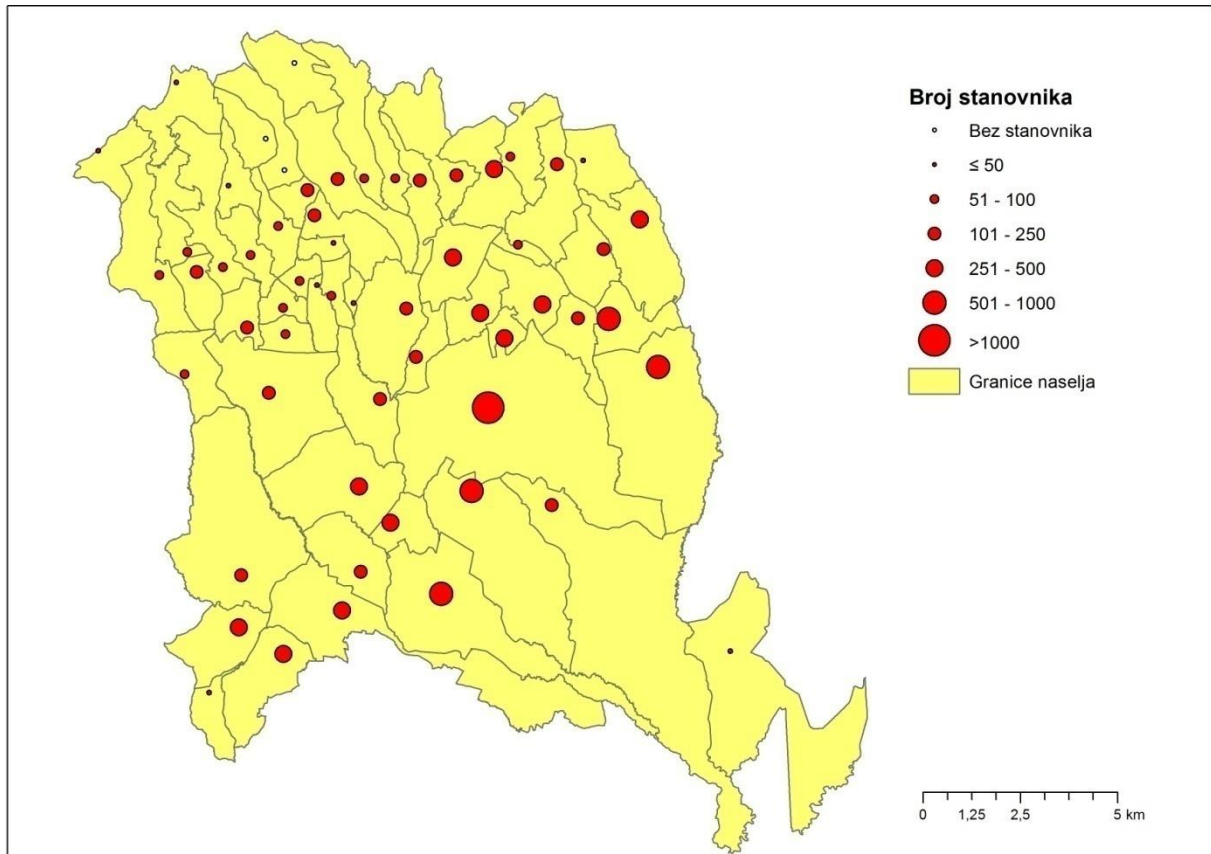 Broj stanovnika
Bez stanovnika
≤ 50
51 - 100
101 - 250
251 - 500
501 - 1000
>1000
Granice naselja
0 1,25 2,5 5 km